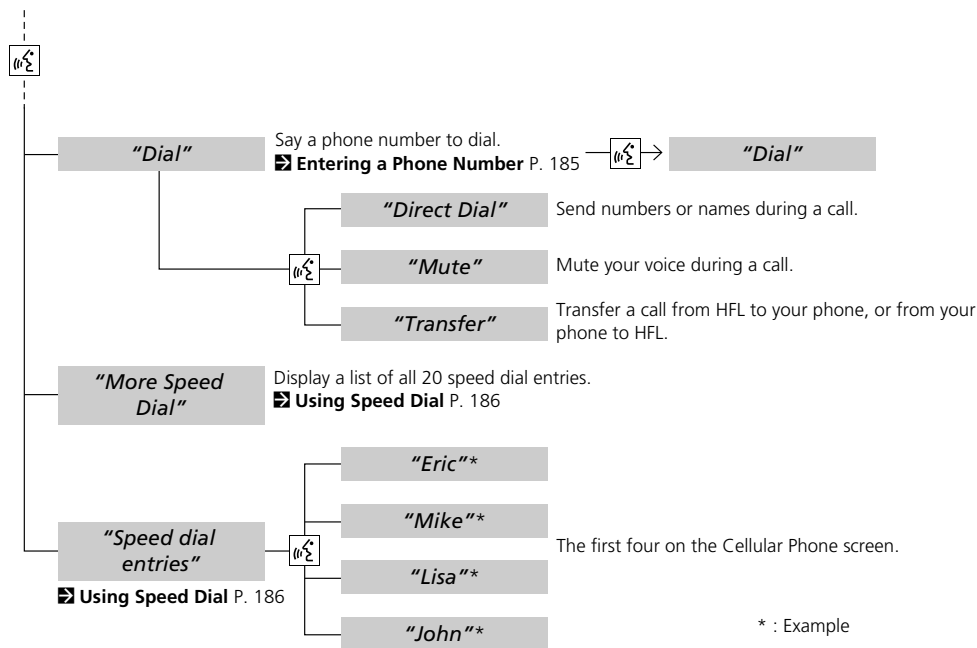 “Dial”
Say a phone number to dial.
Entering a Phone Number P. 185
“Dial”
“Direct Dial”
Send numbers or names during a call.
“Mute”
Mute your voice during a call.
“Transfer”
Transfer a call from HFL to your phone, or from your
phone to HFL.
“More Speed
Dial”
Display a list of all 20 speed dial entries.
Using Speed Dial P. 186
“Speed dial
entries”
Using Speed Dial P. 186
“Eric”*
“Mike”*
“Lisa”*
“John”*
The first four on the Cellular Phone screen.
* : Example